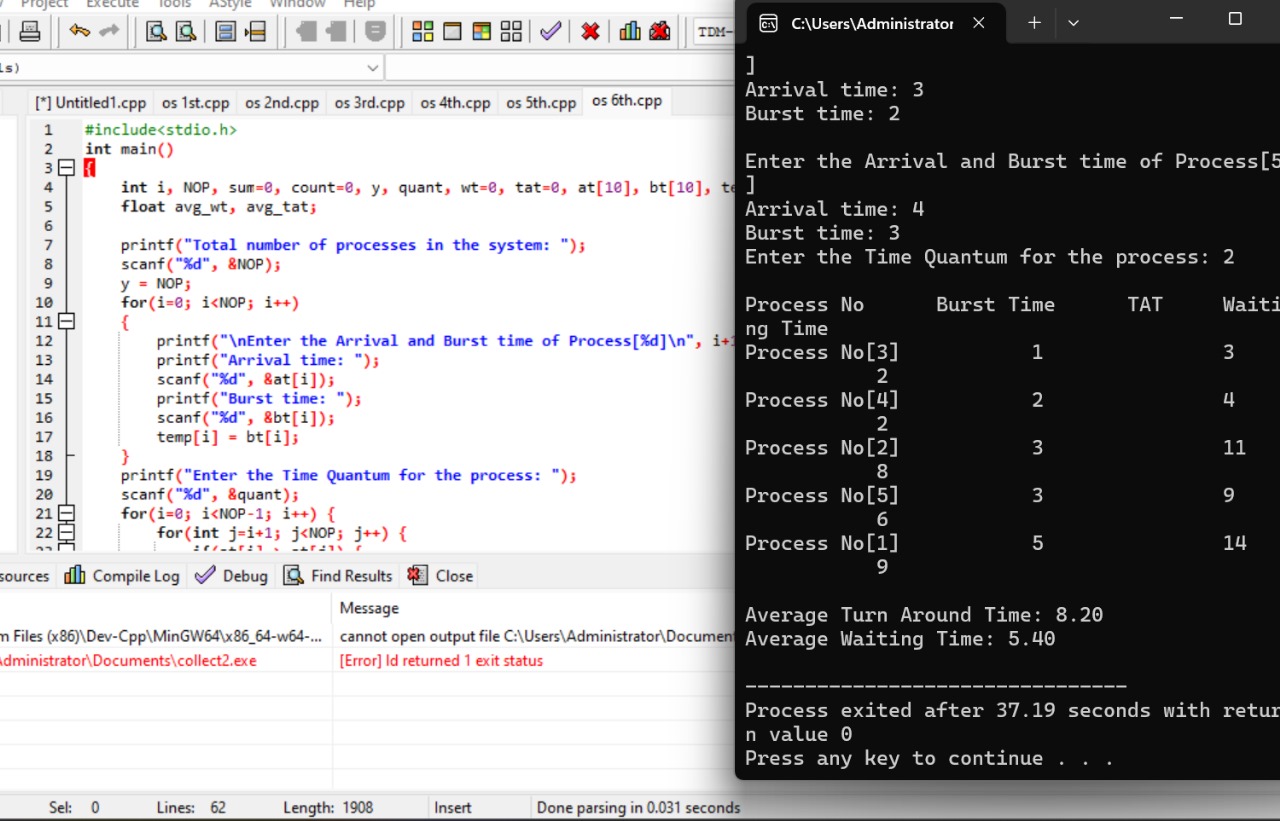 Project Execute Tools AStyle Window Help
TDM-
ls)
[*] Untitled1.cpp os 1st.cpp os 2nd.cpp os 3rd.cpp os 4th.cpp os 5th.cpp os 6th.cpp
1 #include<stdio.h>
2 int main()
3 {
4 int i, NOP, sum=0, count=0, y, quant, wt=0, tat=0, at[10], bt[10], te
5 float avg_wt, avg_tat;
6
7 printf("Total number of processes in the system: ");
8 scanf("%d", &NOP);
9 y = NOP;
10 for(i=0; i<NOP; i++)
11 {
12 printf("\nEnter the Arrival and Burst time of Process[%d]\n", i+1
13 printf("Arrival time: ");
14 scanf("%d", &at[i]);
15 printf("Burst time: ");
16 scanf("%d", &bt[i]);
17 temp[i] = bt[i];
18 }
19 printf("Enter the Time Quantum for the process: ");
20 scanf("%d", &quant);
21 for(i=0; i<NOP-1; i++) {
22 for(int j=i+1; j<NOP; j++) {
23 if(at[i] > at[j]) {
sources Compile Log Debug Find Results Close
Message
m Files (x86)\Dev-Cpp\MinGW64\x86_64-w64-... cannot open output file C:\Users\Administrator\Document
dministrator\Documents\collect2.exe [Error] ld returned 1 exit status
Sel: 0 Lines: 62 Length: 1908 Insert Done parsing in 0.031 seconds
C:\Users\Administrator
]
Arrival time: 3
Burst time: 2
Enter the Arrival and Burst time of Process[5
]
Arrival time: 4
Burst time: 3
Enter the Time Quantum for the process: 2
Process No Burst Time TAT Waiti
ng Time
Process No[3] 1 3
2
Process No[4] 2 4
2
Process No[2] 3 11
8
Process No[5] 3 9
6
Process No[1] 5 14
9
Average Turn Around Time: 8.20
Average Waiting Time: 5.40
--------------------------------
Process exited after 37.19 seconds with retur
n value 0
Press any key to continue . . .